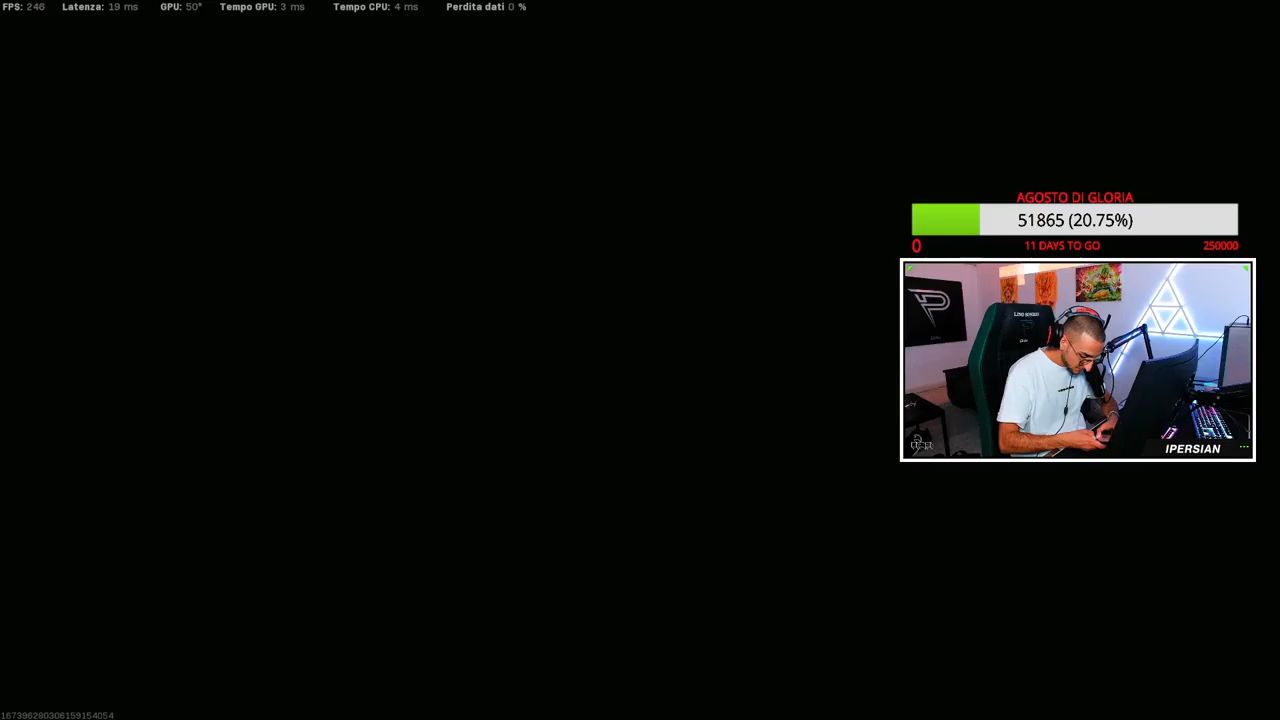 FPS: 246 Latenza: 19 ms GPU: 50° Tempo GPU: 3 ms Tempo CPU: 4 ms Perdita dati 0 %
AGOSTO DI GLORIA
51865 (20.75%)
0 11 DAYS TO GO 250000
IPERSIAN
167396280306159154054